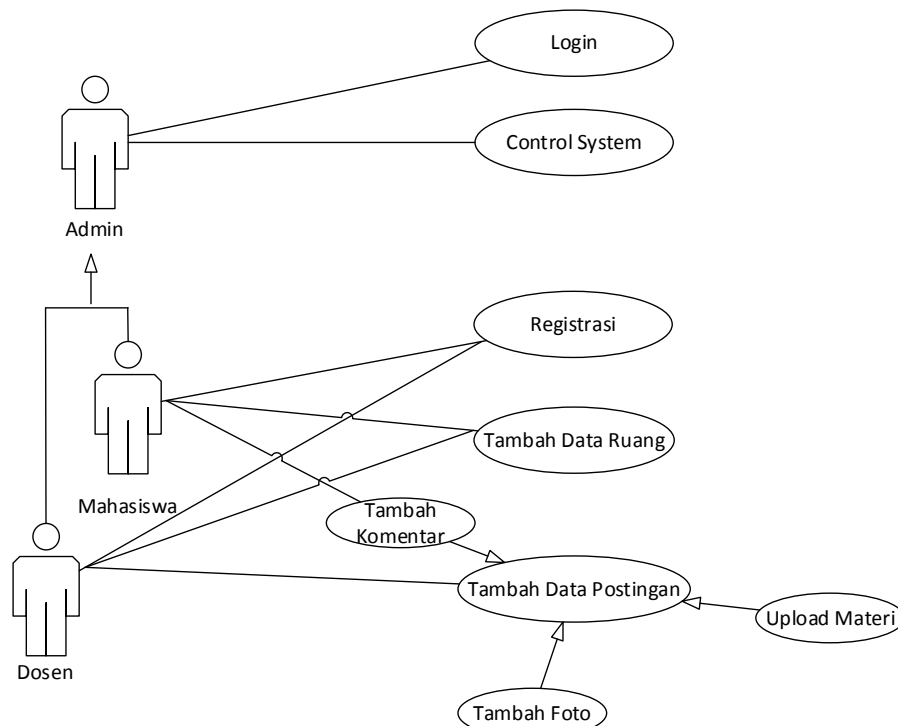 Login
Control System
Admin
Registrasi
Tambah Data Ruang
Mahasiswa
Tambah
Komentar
Tambah Data Postingan
Upload Materi
Dosen
Tambah Foto